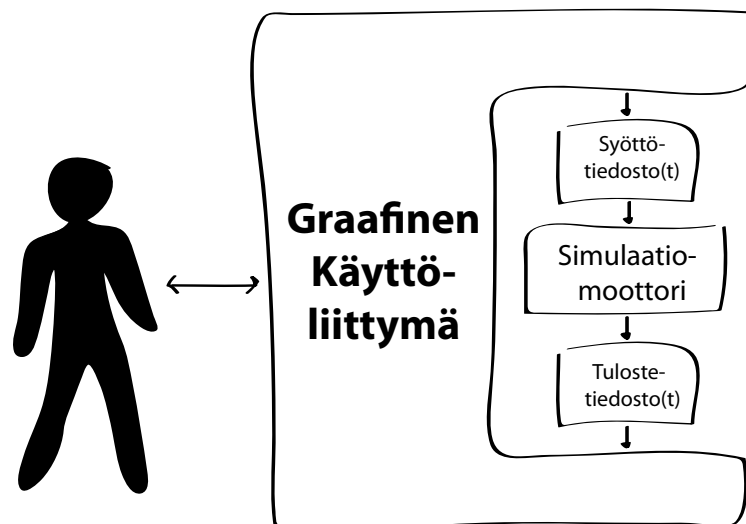 Graafinen
Käyttö-
liittymä
Syöttö-
tiedosto(t)
Simulaatio-
moottori
Tuloste-
tiedosto(t)